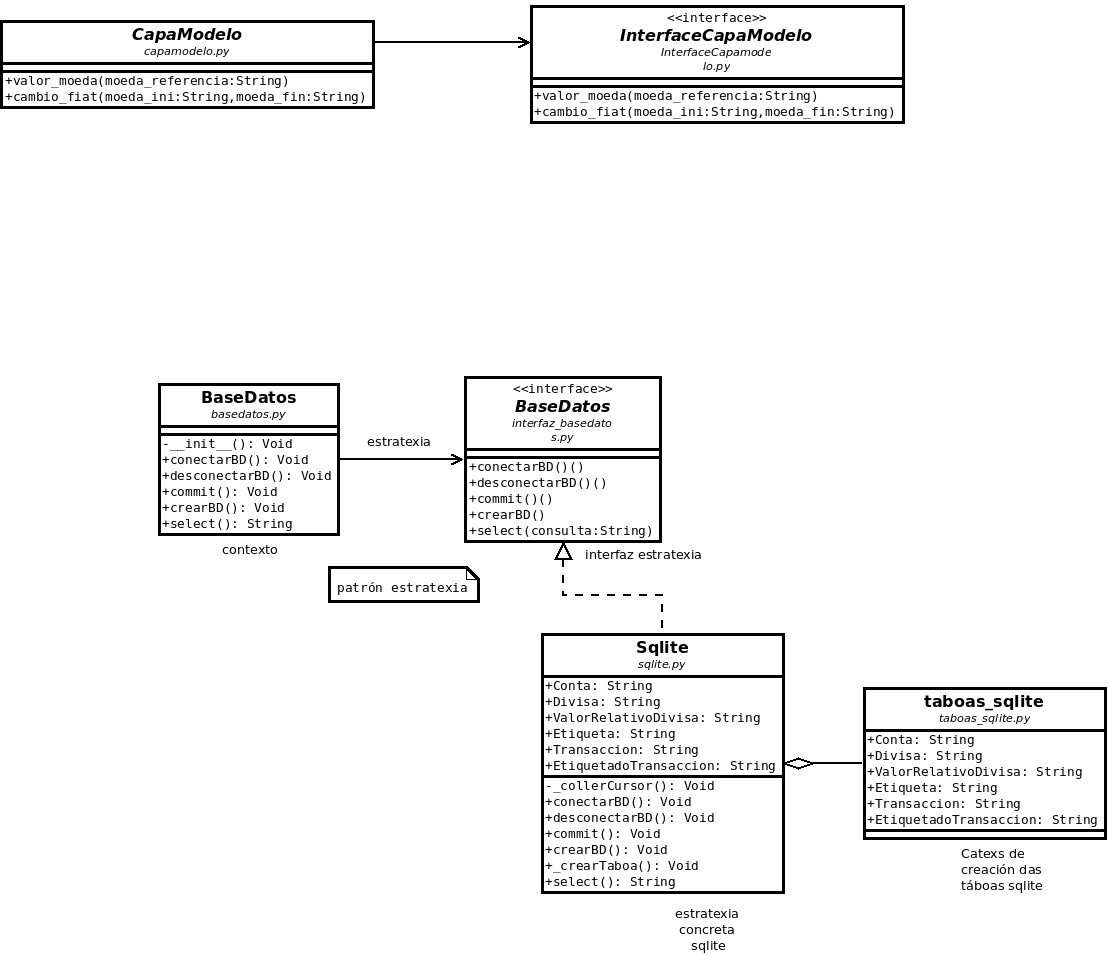 CapaModelo
capamodelo.py
+valor_moeda(moeda_referencia:String)
+cambio_fiat(moeda_ini:String,moeda_fin:String)
<<interface>>
InterfaceCapaModelo
InterfaceCapamode
lo.py
+valor_moeda(moeda_referencia:String)
+cambio_fiat(moeda_ini:String,moeda_fin:String)
BaseDatos
basedatos.py
-__init__(): Void
+conectarBD(): Void
+desconectarBD(): Void
+commit(): Void
+crearBD(): Void
+select(): String
contexto
estratexia
<<interface>>
BaseDatos
interfaz_basedato
s.py
+conectarBD()()
+desconectarBD()()
+commit()()
+crearBD()
+select(consulta:String)
interfaz estratexia
patrón estratexia
Sqlite
sqlite.py
+Conta: String
+Divisa: String
+ValorRelativoDivisa: String
+Etiqueta: String
+Transaccion: String
+EtiquetadoTransaccion: String
-_collerCursor(): Void
+conectarBD(): Void
+desconectarBD(): Void
+commit(): Void
+crearBD(): Void
+_crearTaboa(): Void
+select(): String
estratexia
concreta
sqlite
taboas_sqlite
taboas_sqlite.py
+Conta: String
+Divisa: String
+ValorRelativoDivisa: String
+Etiqueta: String
+Transaccion: String
+EtiquetadoTransaccion: String
Catexs de
creación das
táboas sqlite